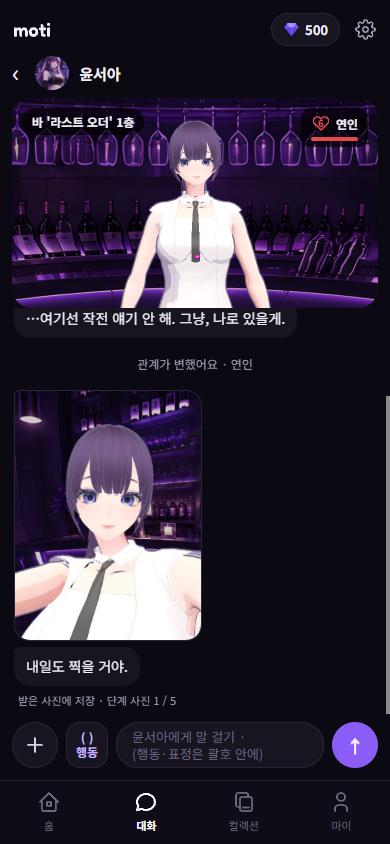 moti
500
윤서아
바 '라스트 오더' 1층
6 연인
…여기선 작전 얘기 안 해. 그냥, 나로 있을게.
관계가 변했어요 · 연인
내일도 찍을 거야.
받은 사진에 저장 · 단계 사진 1 / 5
( )
행동
윤서아에게 말 걸기 ·
(행동·표정은 괄호 안에)
홈
대화
컬렉션
마이